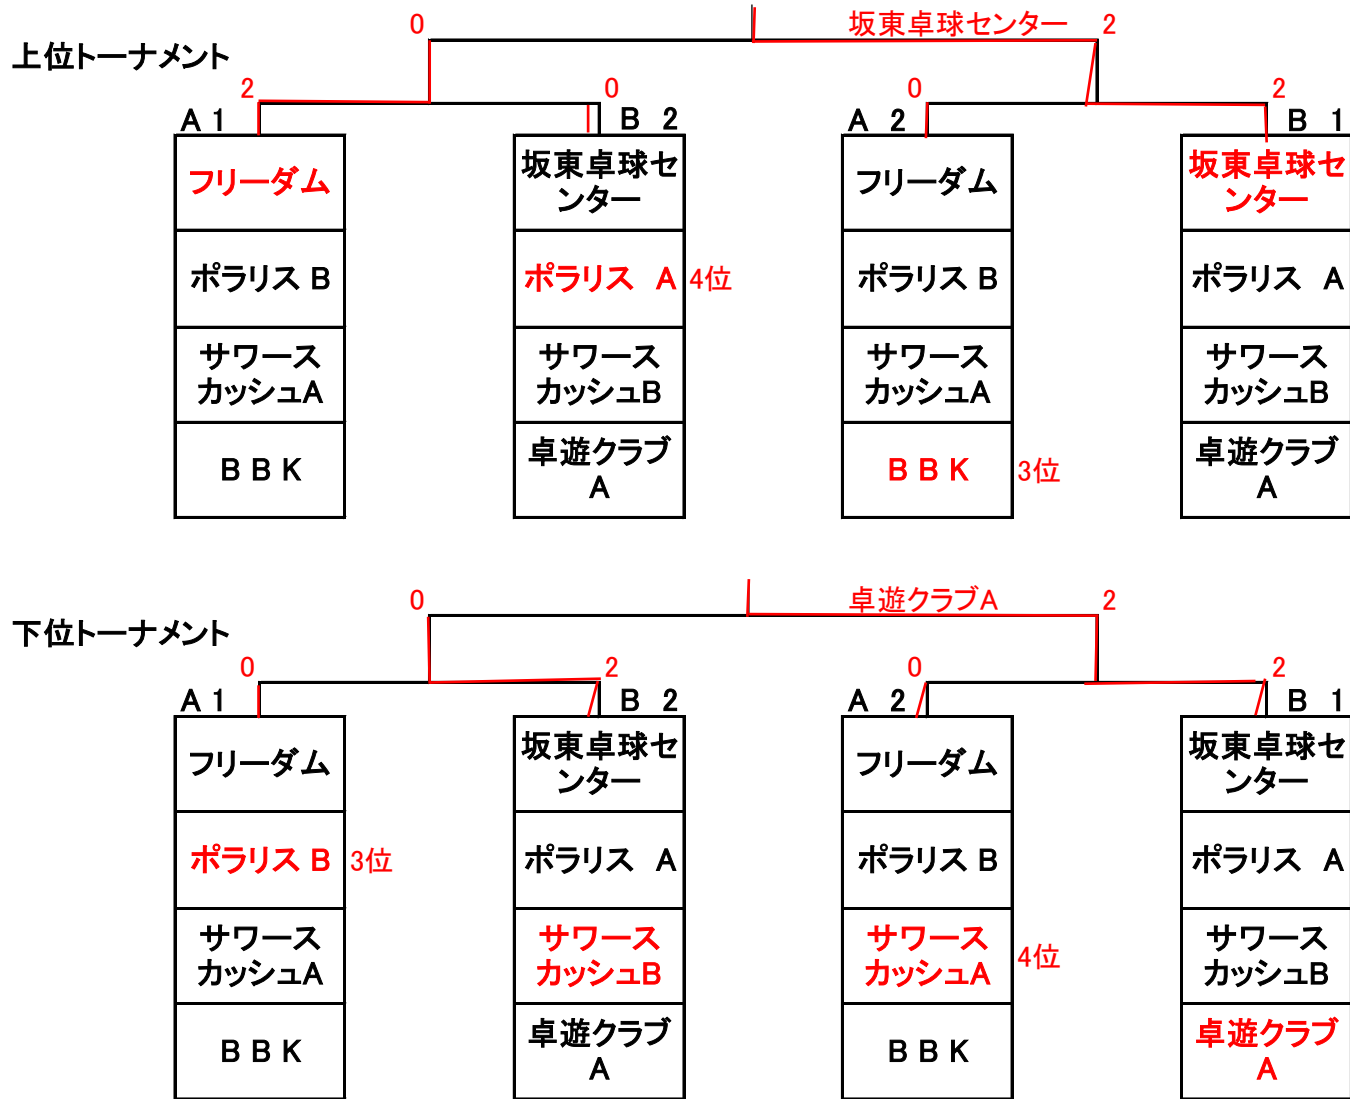 0
坂東卓球センター
2
上位トーナメント
2
0
0
2
A 1
B 2
A 2
B 1
フリーダム
坂東卓球セ
ンター
フリーダム
坂東卓球セ
ンター
ポラリス B
ポラリス A
4位
ポラリス B
ポラリス A
サワース
カッシュA
サワース
カッシュB
サワース
カッシュA
サワース
カッシュB
B B K
卓遊クラブ
A
B B K
3位
卓遊クラブ
A
0
卓遊クラブA
2
下位トーナメント
0
2
0
2
A 1
B 2
A 2
B 1
フリーダム
坂東卓球セ
ンター
フリーダム
坂東卓球セ
ンター
ポラリス B
3位
ポラリス A
ポラリス B
ポラリス A
サワース
カッシュA
サワース
カッシュB
サワース
カッシュA
4位
サワース
カッシュB
B B K
卓遊クラブ
A
B B K
卓遊クラブ
A